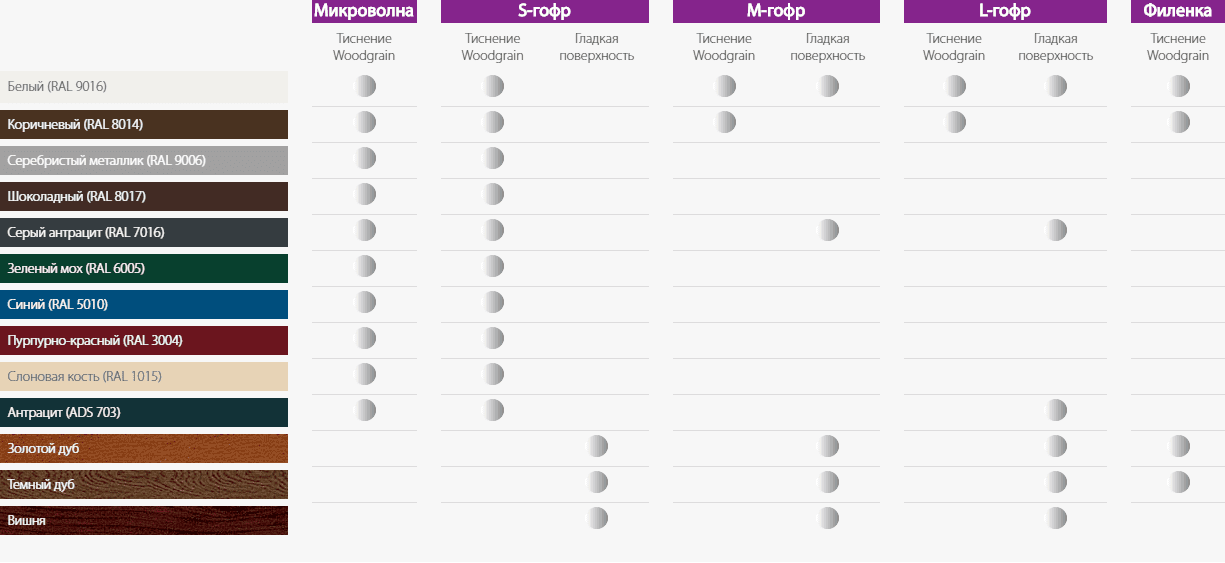 Микроволна S-гофр M-гофр L-гофр Филенка
Тиснение Тиснение Гладкая Тиснение Гладкая Тиснение Гладкая Тиснение
Woodgrain Woodgrain поверхность Woodgrain поверхность Woodgrain поверхность Woodgrain
Белый (RAL 9016)
Коричневый (RAL 8014)
Серебристый металлик (RAL 9006)
Шоколадный (RAL 8017)
Серый антрацит (RAL 7016)
Зеленый мох (RAL 6005)
Синий (RAL 5010)
Пурпурно-красный (RAL 3004)
Слоновая кость (RAL 1015)
Антрацит (ADS 703)
Золотой дуб
Темный дуб
Вишня